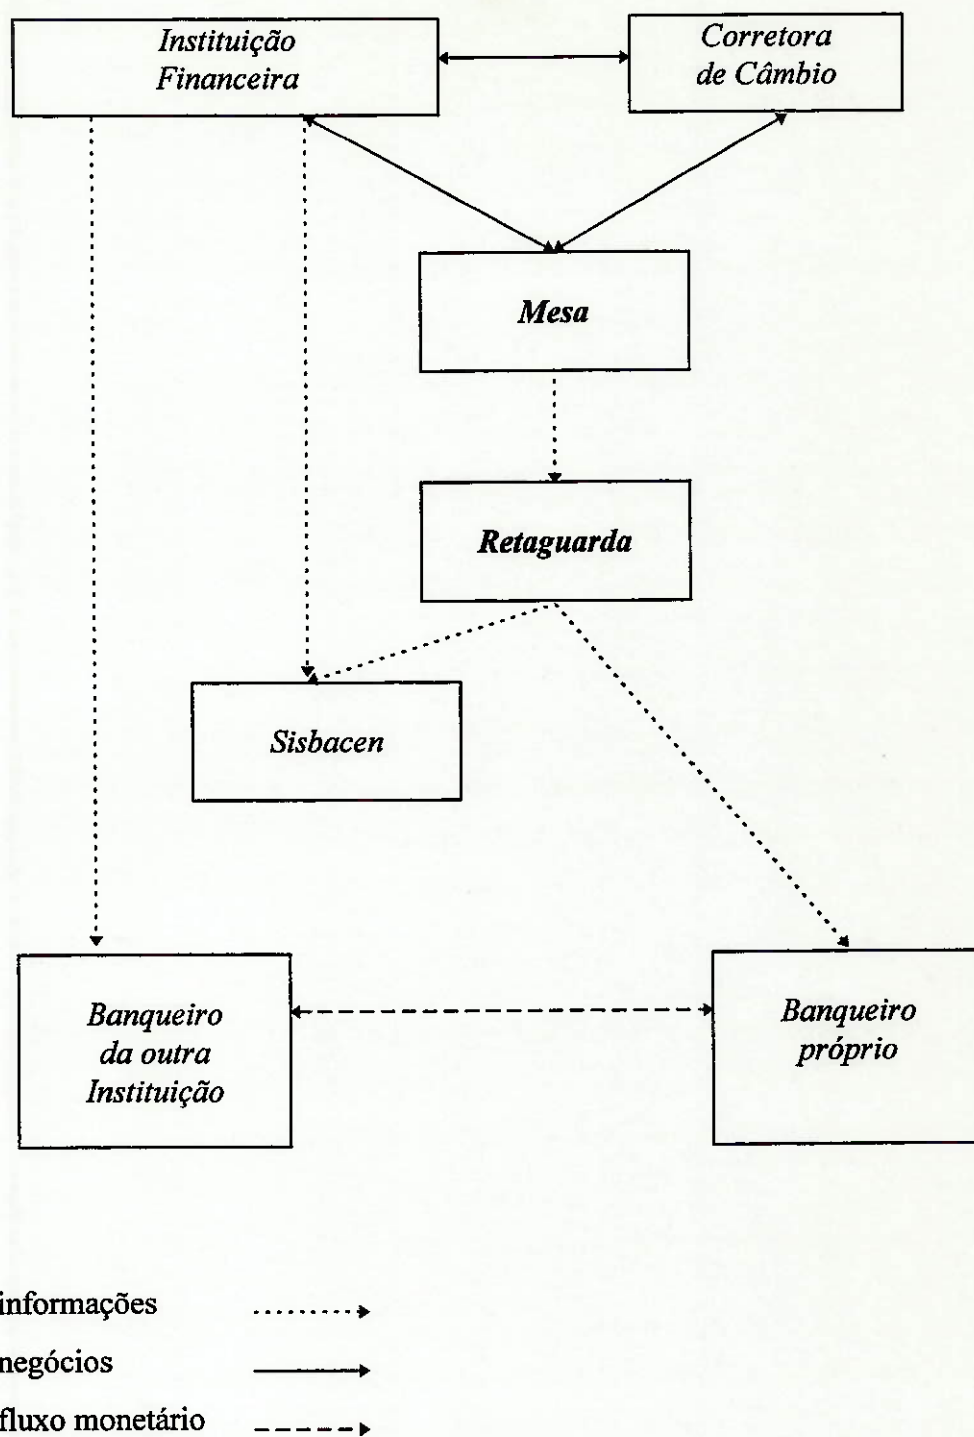 Instituição
Financeira
Corretora
de Câmbio
Mesa
Retaguarda
Sisbacen
Banqueiro
da outra
Instituição
Banqueiro
próprio
informações
negócios
fluxo monetário